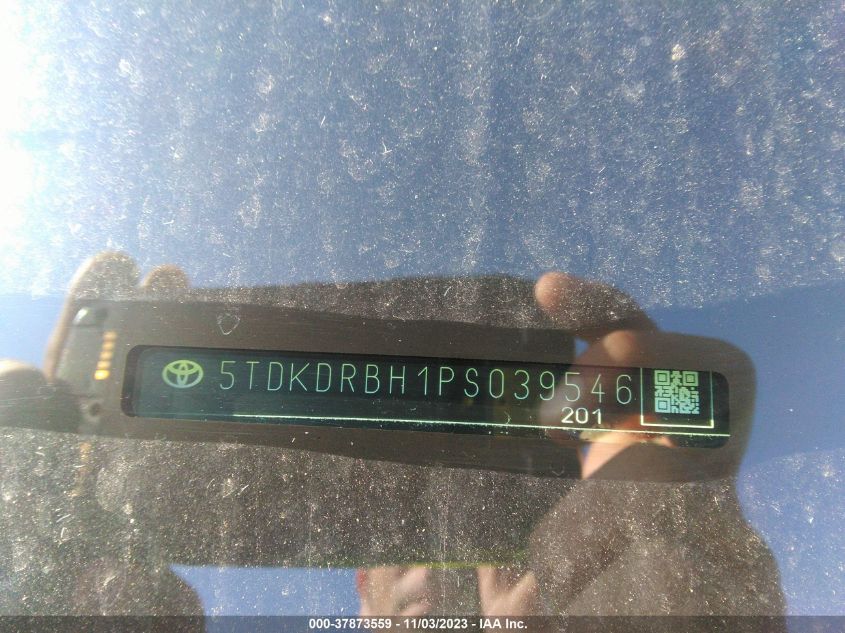 5TDKDRBH1PS039546
201
000-37873559 - 11/03/2023 - IAA Inc.